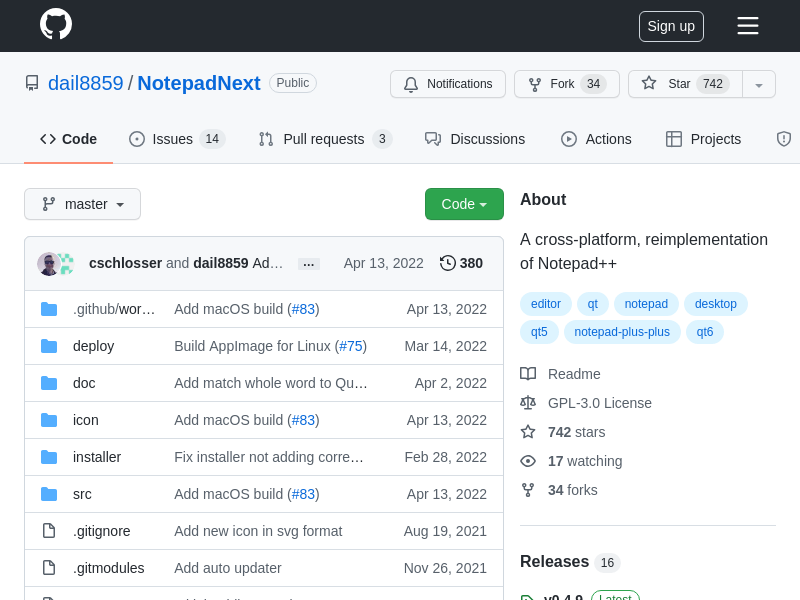 Sign up
dail8859 / NotepadNext Public
Notifications Fork 34 Star 742
Code Issues 14 Pull requests 3 Discussions Actions Projects
master Code
cschlosser and dail8859 Ad… ... Apr 13, 2022 380
.github/wor… Add macOS build (#83) Apr 13, 2022
deploy Build AppImage for Linux (#75) Mar 14, 2022
doc Add match whole word to Qu… Apr 2, 2022
icon Add macOS build (#83) Apr 13, 2022
installer Fix installer not adding corre… Feb 28, 2022
src Add macOS build (#83) Apr 13, 2022
.gitignore Add new icon in svg format Aug 19, 2021
.gitmodules Add auto updater Nov 26, 2021
About
A cross-platform, reimplementation
of Notepad++
editor qt notepad desktop
qt5 notepad-plus-plus qt6
Readme
GPL-3.0 License
742 stars
17 watching
34 forks
Releases 16
v0.4.9 Latest